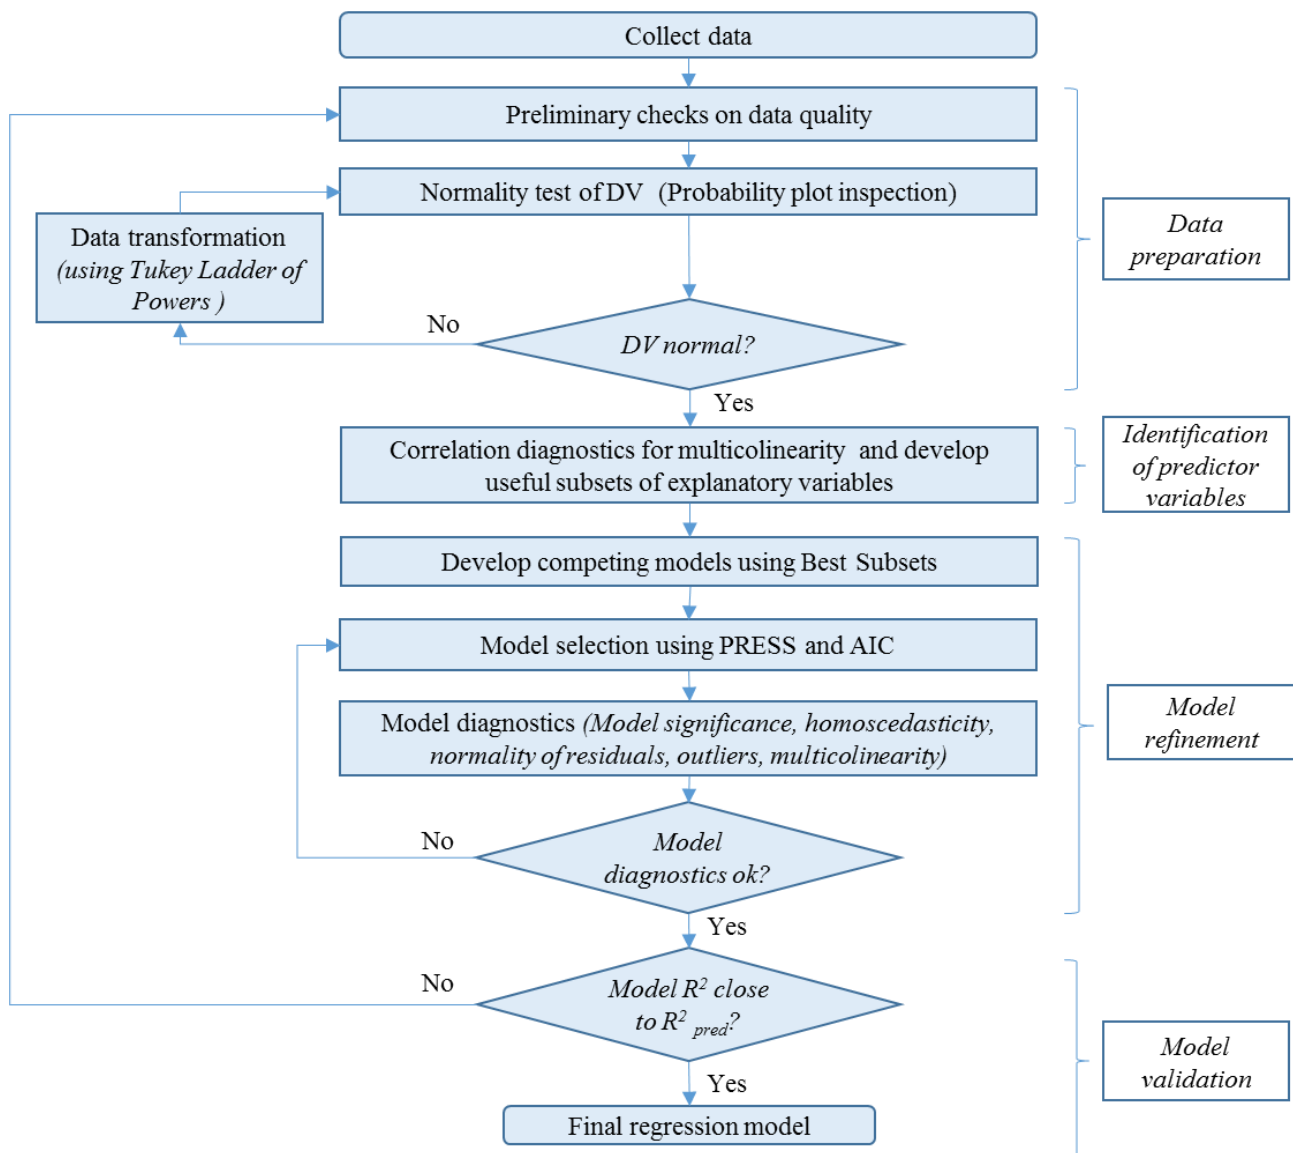 Collect data
Preliminary checks on data quality
Normality test of DV (Probability plot inspection)
Data transformation
(using Tukey Ladder of
Powers )
Data
preparation
No
DV normal?
Yes
Correlation diagnostics for multicolinearity and develop
useful subsets of explanatory variables
Identification
of predictor
variables
Develop competing models using Best Subsets
Model selection using PRESS and AIC
Model diagnostics (Model significance, homoscedasticity,
normality of residuals, outliers, multicolinearity)
Model
refinement
No
Model
diagnostics ok?
Yes
No
Model R² close
to R² pred?
Model
validation
Yes
Final regression model